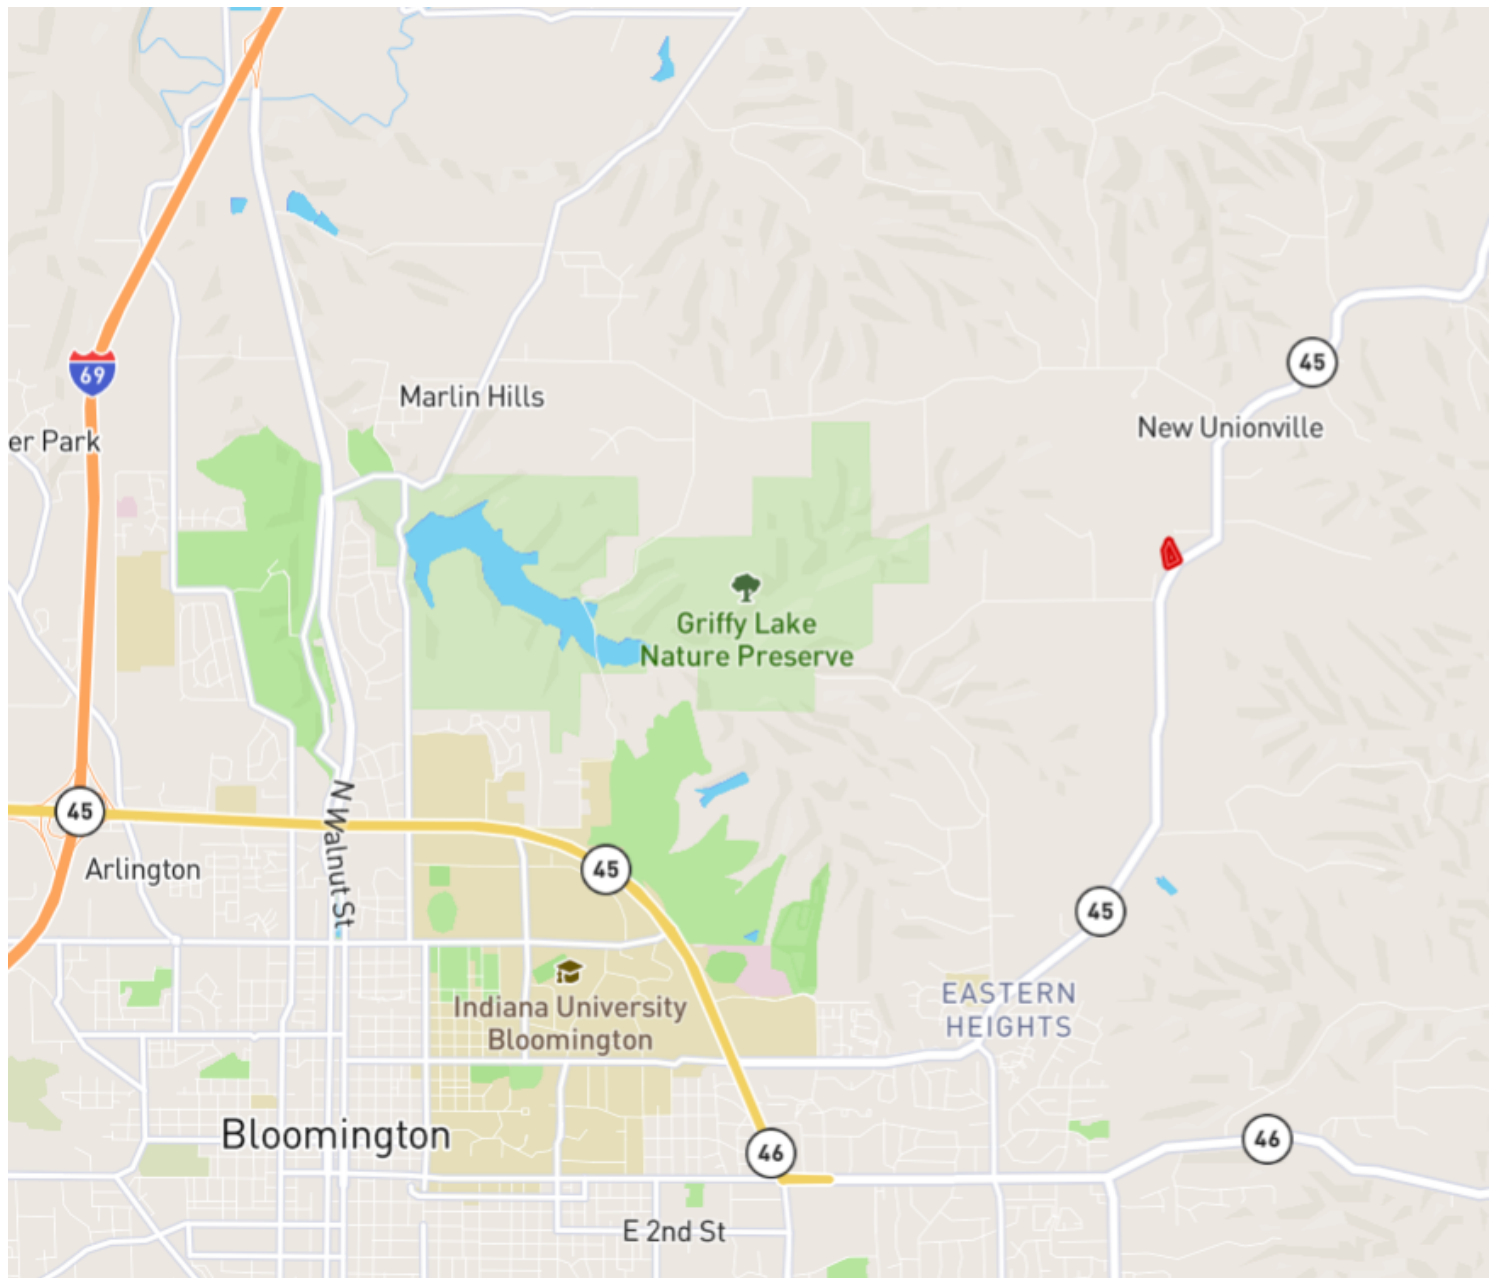 45
69
Marlin Hills
New Unionville
er Park
Griffy Lake
Nature Preserve
N Walnut St
45
45
Arlington
45
EASTERN
HEIGHTS
Indiana University
Bloomington
Bloomington
46
46
E 2nd St